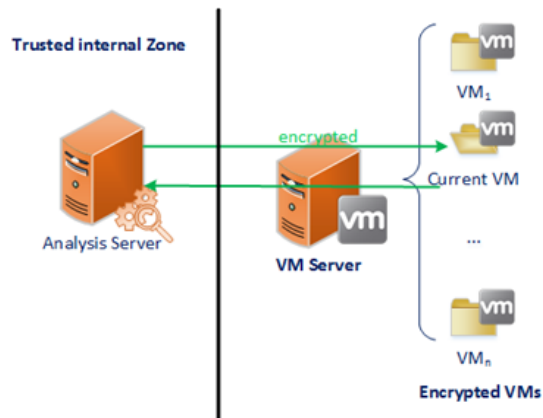 Trusted internal Zone
vm
VM1
encrypted
vm
Current VM
Analysis Server
vm
VM Server
...
vm
VMn
Encrypted VMs